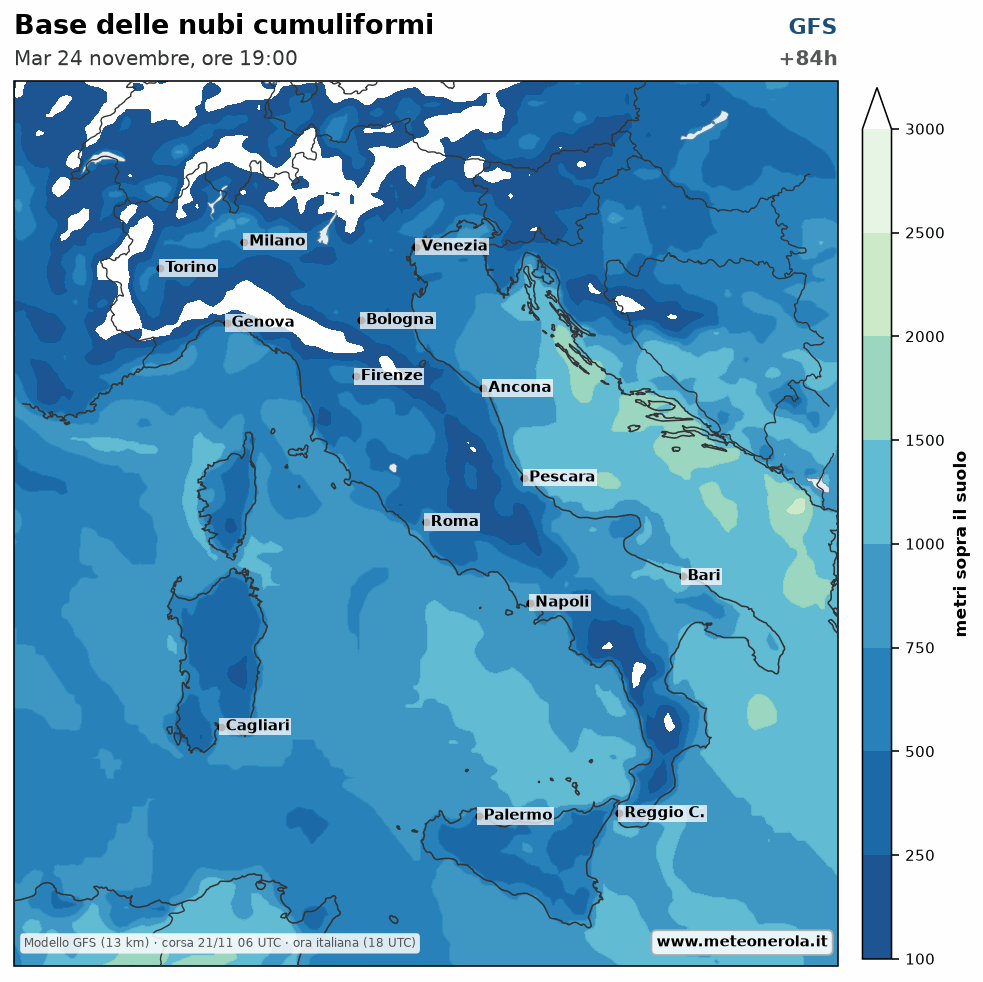 Base delle nubi cumuliformi
GFS
Mar 24 novembre, ore 19:00
+84h
3000
2500
2000
1500
1000
750
500
250
100
metri sopra il suolo
Milano
Venezia
Torino
Genova
Bologna
Firenze
Ancona
Pescara
Roma
Bari
Napoli
Cagliari
Palermo
Reggio C.
Modello GFS (13 km) · corsa 21/11 06 UTC · ora italiana (18 UTC)
www.meteonerola.it